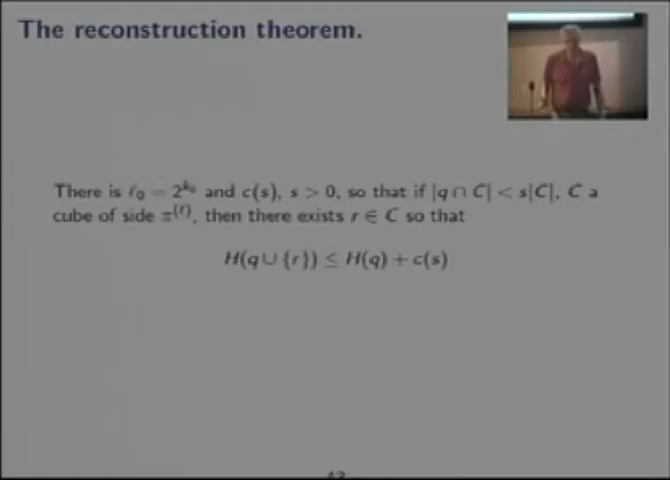 The reconstruction theorem.
There is ℓ₀ = 2^{k₀} and c(s), s > 0, so that if |q ∩ C| < s|C|, C a
cube of side π^{(ℓ)}, then there exists r ∈ C so that
H(q ∪ {r}) ≤ H(q) + c(s)